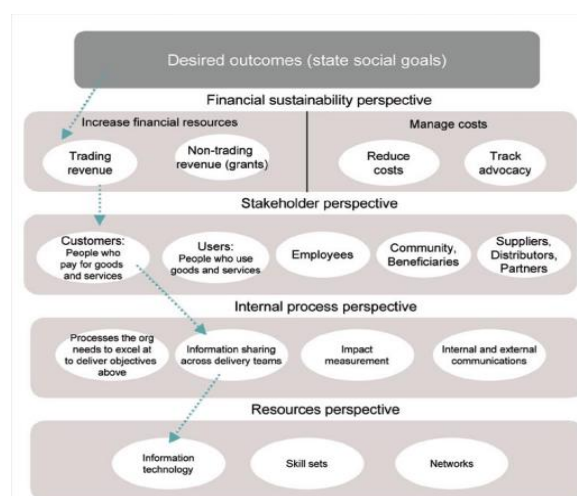 Desired outcomes (state social goals)
Financial sustainability perspective
Increase financial resources
Manage costs
Trading
revenue
Non-trading
revenue (grants)
Reduce
costs
Track
advocacy
Stakeholder perspective
Customers:
People who
pay for goods
and services
Users:
People who use
goods and services
Employees
Community,
Beneficiaries
Suppliers,
Distributors,
Partners
Internal process perspective
Processes the org
needs to excel at
to deliver objectives
above
Information sharing
across delivery teams
Impact
measurement
Internal and external
communications
Resources perspective
Information
technology
Skill sets
Networks